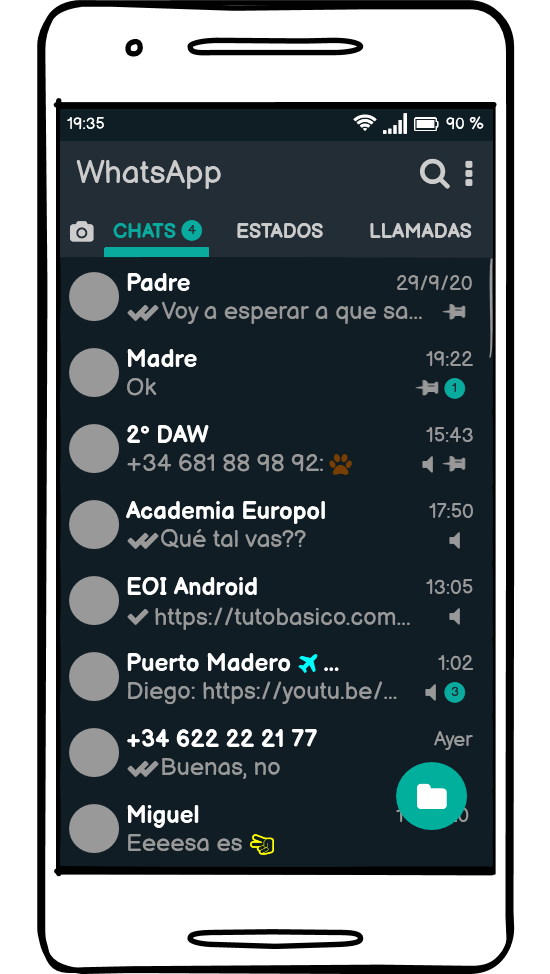 19:35 90 %
WhatsApp
CHATS 4 ESTADOS LLAMADAS
Padre 29/9/20
Voy a esperar a que sa...
Madre 19:22
Ok 1
2° DAW 15:43
+34 681 88 98 92:
Academia Europol 17:50
Qué tal vas??
EOI Android 13:05
https://tutobasico.com...
Puerto Madero ✈ ... 1:02
Diego: https://youtu.be/... 3
+34 622 22 21 77 Ayer
Buenas, no
Miguel
Eeeesa es